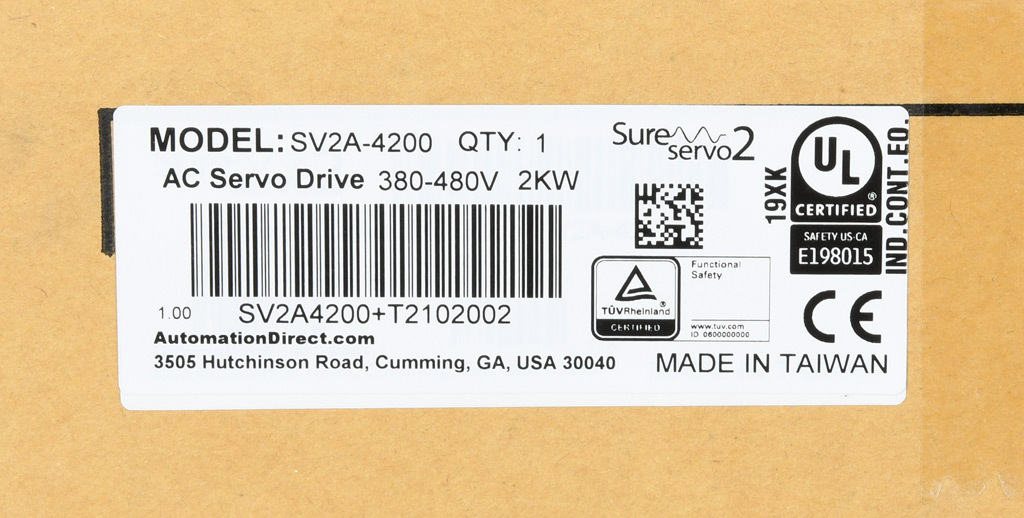 MODEL: SV2A-4200 QTY: 1
AC Servo Drive 380-480V 2KW
SV2A4200+T2102002
1.00
AutomationDirect.com
3505 Hutchinson Road, Cumming, GA, USA 30040
Sure servo 2
19XK
UL
®
CERTIFIED
SAFETY US-CA
E198015
IND.CONT.EQ.
TÜVRheinland®
CERTIFIED
Functional
Safety
www.tuv.com
ID 0600000000
CE
MADE IN TAIWAN